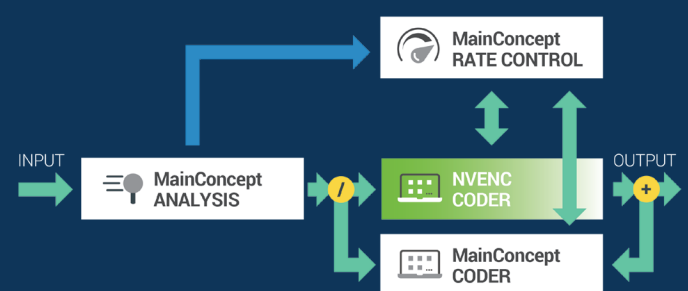 MainConcept
RATE CONTROL
INPUT
MainConcept
ANALYSIS
/
NVENC
CODER
OUTPUT
+
MainConcept
CODER